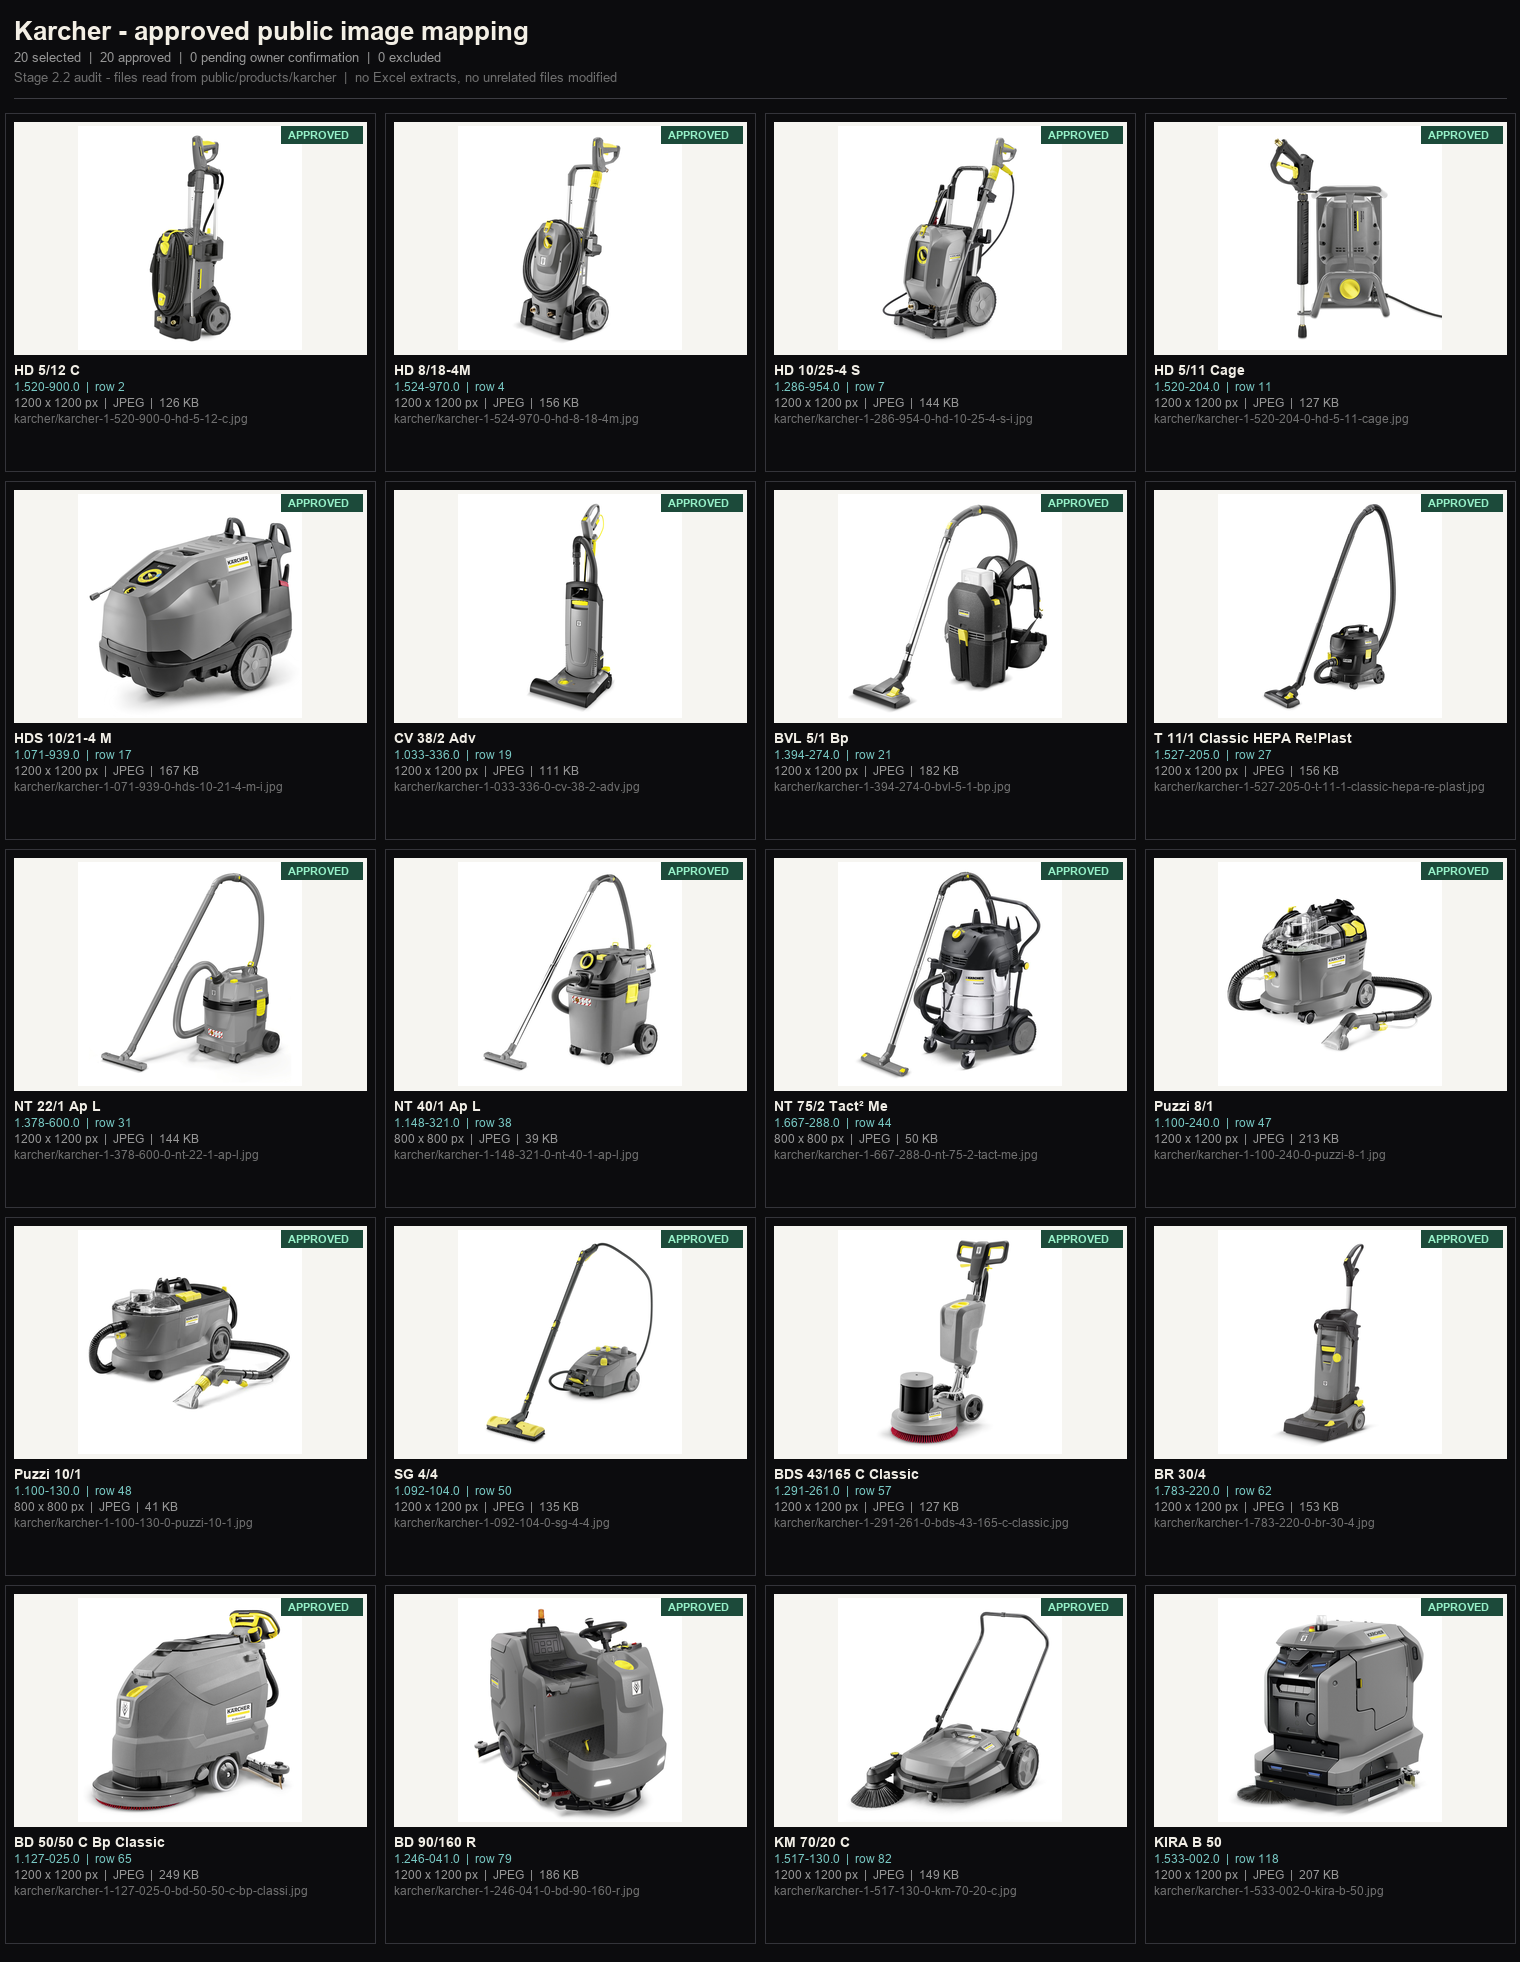 Karcher - approved public image mapping
20 selected | 20 approved | 0 pending owner confirmation | 0 excluded
Stage 2.2 audit - files read from public/products/karcher | no Excel extracts, no unrelated files modified
APPROVED
HD 5/12 C
1.520-900.0 | row 2
1200 x 1200 px | JPEG | 126 KB
karcher/karcher-1-520-900-0-hd-5-12-c.jpg
APPROVED
HD 8/18-4M
1.524-970.0 | row 4
1200 x 1200 px | JPEG | 156 KB
karcher/karcher-1-524-970-0-hd-8-18-4m.jpg
APPROVED
HD 10/25-4 S
1.286-954.0 | row 7
1200 x 1200 px | JPEG | 144 KB
karcher/karcher-1-286-954-0-hd-10-25-4-s-i.jpg
APPROVED
HD 5/11 Cage
1.520-204.0 | row 11
1200 x 1200 px | JPEG | 127 KB
karcher/karcher-1-520-204-0-hd-5-11-cage.jpg
APPROVED
KARCHER
HDS 10/21-4 M
1.071-939.0 | row 17
1200 x 1200 px | JPEG | 167 KB
karcher/karcher-1-071-939-0-hds-10-21-4-m-i.jpg
APPROVED
CV 38/2 Adv
1.033-336.0 | row 19
1200 x 1200 px | JPEG | 111 KB
karcher/karcher-1-033-336-0-cv-38-2-adv.jpg
APPROVED
BVL 5/1 Bp
1.394-274.0 | row 21
1200 x 1200 px | JPEG | 182 KB
karcher/karcher-1-394-274-0-bvl-5-1-bp.jpg
APPROVED
T 11/1 Classic HEPA Re!Plast
1.527-205.0 | row 27
1200 x 1200 px | JPEG | 156 KB
karcher/karcher-1-527-205-0-t-11-1-classic-hepa-re-plast.jpg
APPROVED
NT 22/1 Ap L
1.378-600.0 | row 31
1200 x 1200 px | JPEG | 144 KB
karcher/karcher-1-378-600-0-nt-22-1-ap-l.jpg
APPROVED
NT 40/1 Ap L
1.148-321.0 | row 38
800 x 800 px | JPEG | 39 KB
karcher/karcher-1-148-321-0-nt-40-1-ap-l.jpg
APPROVED
NT 75/2 Tact² Me
1.667-288.0 | row 44
800 x 800 px | JPEG | 50 KB
karcher/karcher-1-667-288-0-nt-75-2-tact-me.jpg
APPROVED
Puzzi 8/1
1.100-240.0 | row 47
1200 x 1200 px | JPEG | 213 KB
karcher/karcher-1-100-240-0-puzzi-8-1.jpg
APPROVED
Puzzi 10/1
1.100-130.0 | row 48
800 x 800 px | JPEG | 41 KB
karcher/karcher-1-100-130-0-puzzi-10-1.jpg
APPROVED
SG 4/4
1.092-104.0 | row 50
1200 x 1200 px | JPEG | 135 KB
karcher/karcher-1-092-104-0-sg-4-4.jpg
APPROVED
BDS 43/165 C Classic
1.291-261.0 | row 57
1200 x 1200 px | JPEG | 127 KB
karcher/karcher-1-291-261-0-bds-43-165-c-classic.jpg
APPROVED
BR 30/4
1.783-220.0 | row 62
1200 x 1200 px | JPEG | 153 KB
karcher/karcher-1-783-220-0-br-30-4.jpg
APPROVED
KARCHER
BD 50/50 C Bp Classic
1.127-025.0 | row 65
1200 x 1200 px | JPEG | 249 KB
karcher/karcher-1-127-025-0-bd-50-50-c-bp-classi.jpg
APPROVED
BD 90/160 R
1.246-041.0 | row 79
1200 x 1200 px | JPEG | 186 KB
karcher/karcher-1-246-041-0-bd-90-160-r.jpg
APPROVED
KM 70/20 C
1.517-130.0 | row 82
1200 x 1200 px | JPEG | 149 KB
karcher/karcher-1-517-130-0-km-70-20-c.jpg
APPROVED
KIRA B 50
1.533-002.0 | row 118
1200 x 1200 px | JPEG | 207 KB
karcher/karcher-1-533-002-0-kira-b-50.jpg